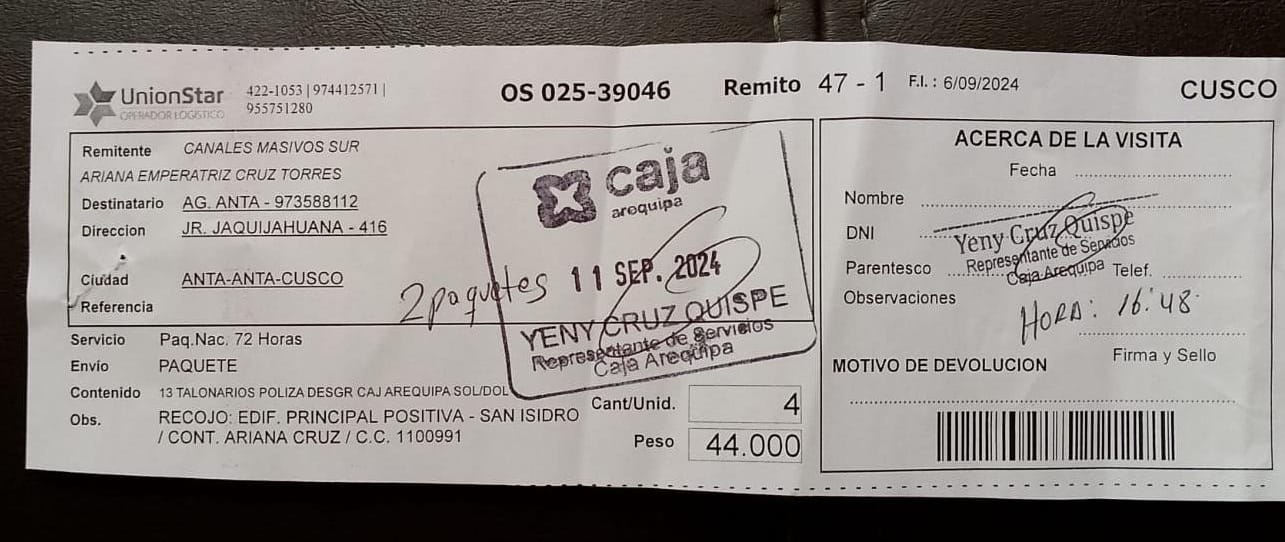 UnionStar
OPERADOR LOGISTICO
422-1053 | 974412571 |
955751280
OS 025-39046
Remito 47 - 1 F.I. : 6/09/2024
CUSCO
Remitente CANALES MASIVOS SUR
ARIANA EMPERATRIZ CRUZ TORRES
Destinatario AG. ANTA - 973588112
Direccion JR. JAQUIJAHUANA - 416
Ciudad ANTA-ANTA-CUSCO
Referencia
caja
arequipa
2 paquetes
11 SEP. 2024
YENY CRUZ QUISPE
Representante de Servicios
Caja Arequipa
Servicio Paq.Nac. 72 Horas
Envío PAQUETE
Contenido 13 TALONARIOS POLIZA DESGR CAJ AREQUIPA SOL/DOL
Obs. RECOJO: EDIF. PRINCIPAL POSITIVA - SAN ISIDRO
/ CONT. ARIANA CRUZ / C.C. 1100991
Cant/Unid. 4
Peso 44.000
ACERCA DE LA VISITA
Fecha
Nombre
DNI
Yeny Cruz Quispe
Representante de Servicios
Caja Arequipa
Parentesco Telef.
Observaciones
HORA: 16:48
Firma y Sello
MOTIVO DE DEVOLUCION